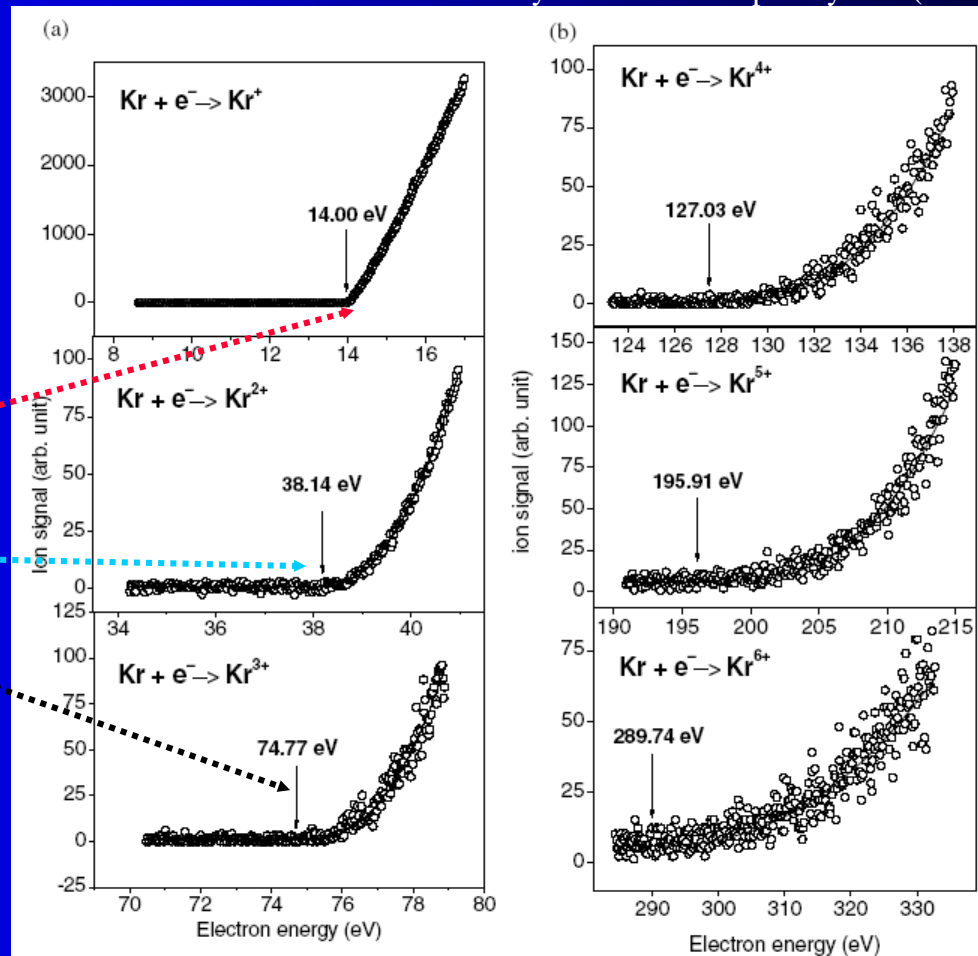 (a)
3000
2000
1000
0
Kr + e⁻ –> Kr⁺
14.00 eV
8 10 12 14 16
100
75
50
25
0
Kr + e⁻ –> Kr²⁺
38.14 eV
34 36 38 40
125
100
75
50
25
0
-25
Kr + e⁻ –> Kr³⁺
74.77 eV
70 72 74 76 78 80
Ion signal (arb. unit)
Electron energy (eV)
(b)
100
75
50
25
0
Kr + e⁻ –> Kr⁴⁺
127.03 eV
124 126 128 130 132 134 136 138
150
125
100
75
50
25
0
Kr + e⁻ –> Kr⁵⁺
195.91 eV
190 195 200 205 210 215
75
50
25
0
Kr + e⁻ –> Kr⁶⁺
289.74 eV
290 300 310 320 330
ion signal (arb. unit)
Electron energy (eV)